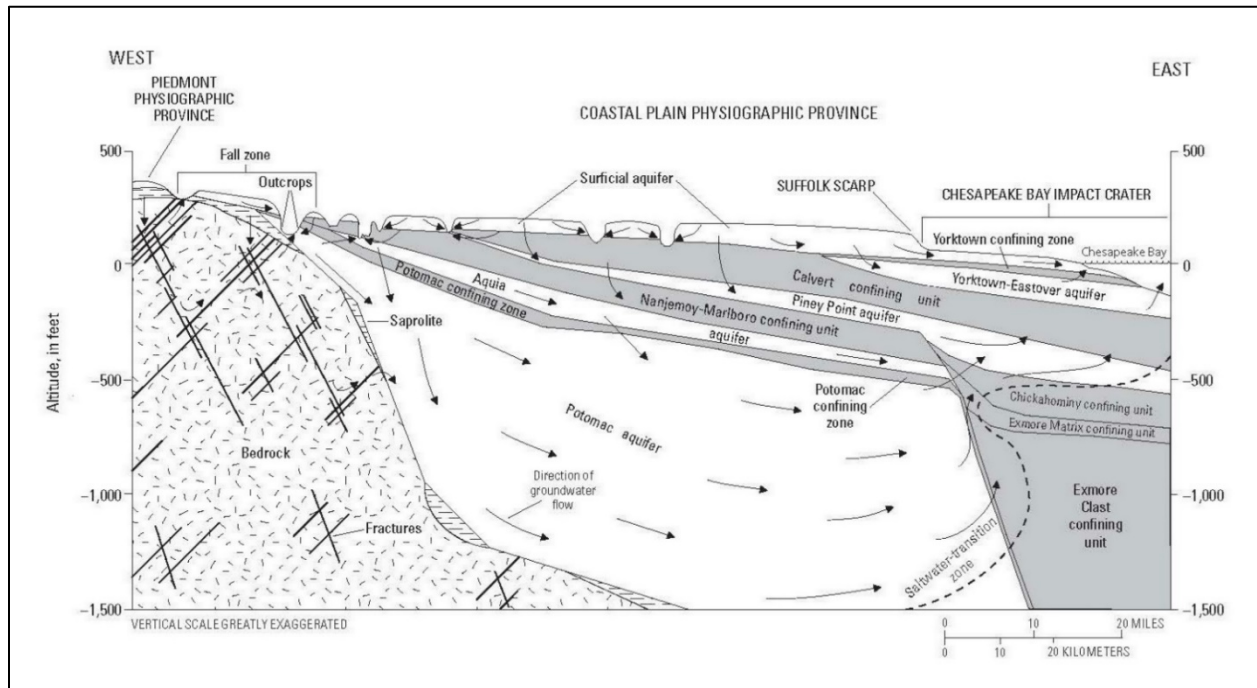 WEST
EAST
PIEDMONT
PHYSIOGRAPHIC
PROVINCE
COASTAL PLAIN PHYSIOGRAPHIC PROVINCE
500
500
Fall zone
Outcrops
Surficial aquifer
SUFFOLK SCARP
CHESAPEAKE BAY IMPACT CRATER
Yorktown confining zone
Chesapeake Bay
0
0
Aquia
Calvert confining unit
Yorktown-Eastover aquifer
Potomac confining zone
Nanjemoy-Marlboro confining unit
Piney Point aquifer
Saprolite
aquifer
Altitude, in feet
−500
−500
Potomac
confining
zone
Chickahominy confining unit
Exmore Matrix confining unit
Potomac aquifer
Bedrock
Direction of
groundwater
flow
−1,000
−1,000
Exmore
Clast
confining
unit
Fractures
Saltwater-transition
zone
−1,500
−1,500
VERTICAL SCALE GREATLY EXAGGERATED
0 10 20 MILES
0 10 20 KILOMETERS